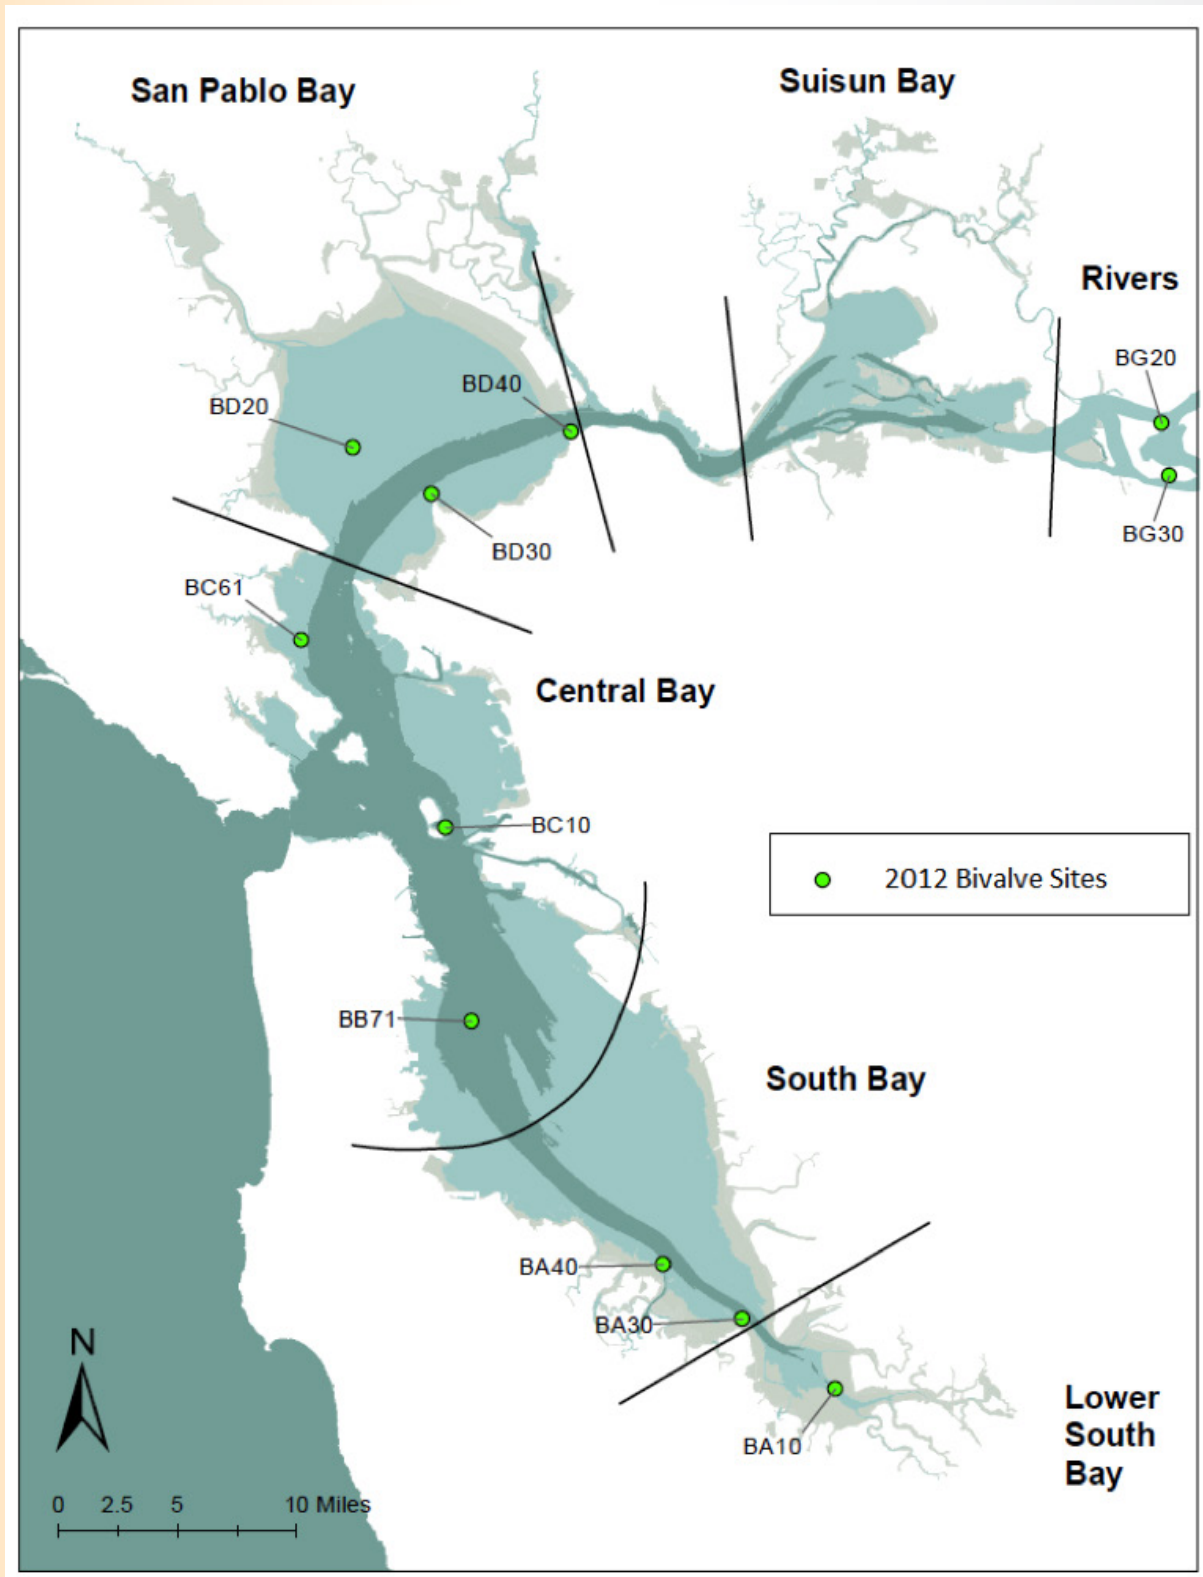 San Pablo Bay
Suisun Bay
Rivers
BG20
BD40
BD20
BG30
BD30
BC61
Central Bay
BC10
2012 Bivalve Sites
BB71
South Bay
BA40
BA30
N
Lower
South
Bay
BA10
0 2.5 5 10 Miles